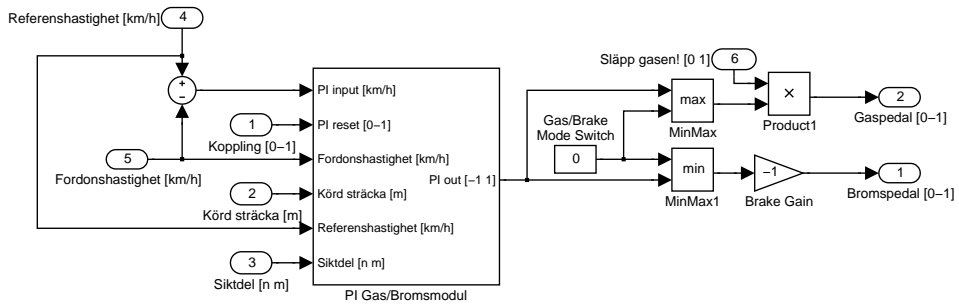 Referenshastighet [km/h]
4
+
−
5
Fordonshastighet [km/h]
1
Koppling [0−1]
2
Körd sträcka [m]
3
Siktdel [n m]
PI input [km/h]
PI reset [0−1]
Fordonshastighet [km/h]
Körd sträcka [m]
Referenshastighet [km/h]
Siktdel [n m]
PI out [−1 1]
PI Gas/Bromsmodul
Gas/Brake
Mode Switch
0
Släpp gasen! [0 1]
6
max
MinMax
min
MinMax1
×
Product1
−1
Brake Gain
2
Gaspedal [0−1]
1
Bromspedal [0−1]